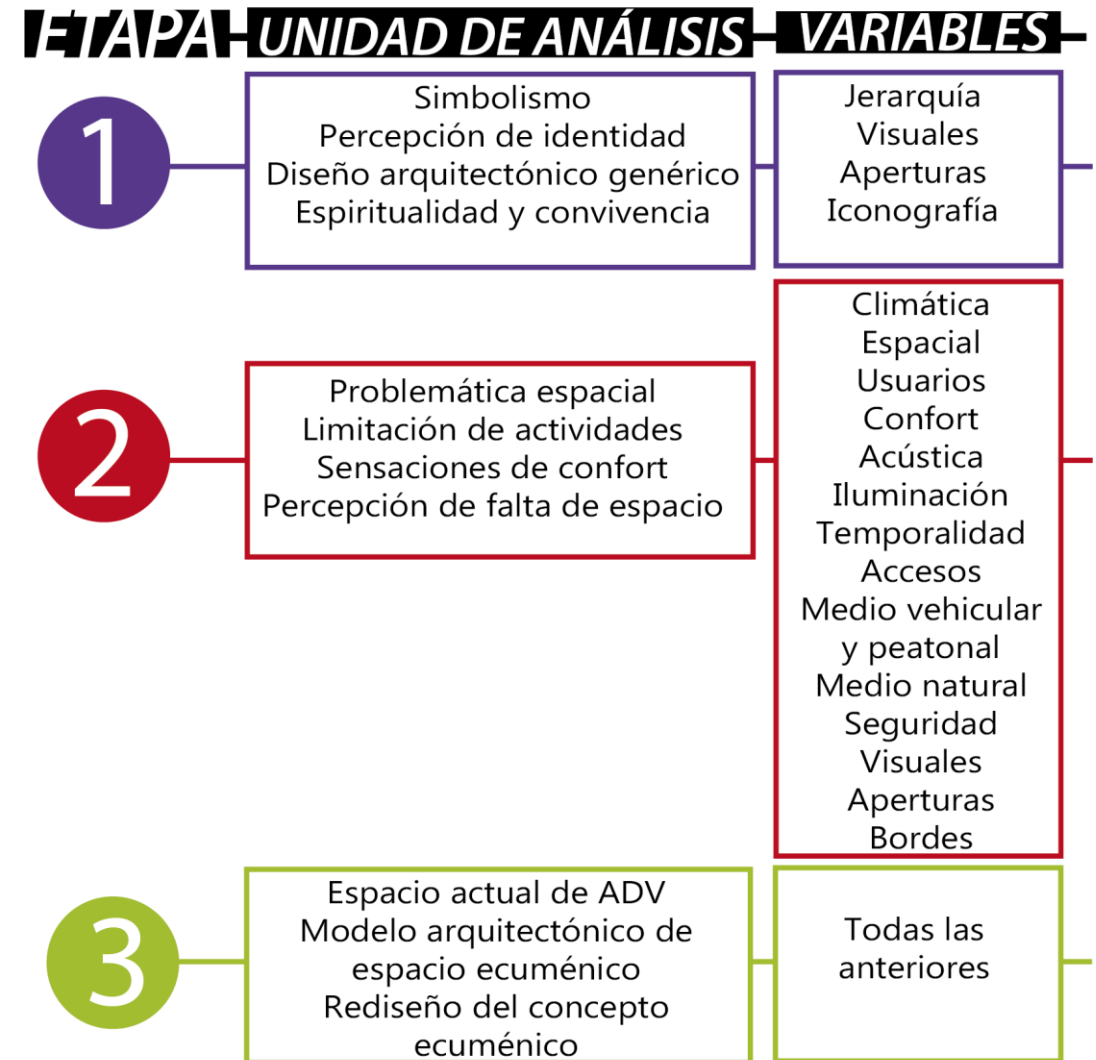 ETAPA UNIDAD DE ANÁLISIS VARIABLES
1
Simbolismo
Percepción de identidad
Diseño arquitectónico genérico
Espiritualidad y convivencia
Jerarquía
Visuales
Aperturas
Iconografía
2
Problemática espacial
Limitación de actividades
Sensaciones de confort
Percepción de falta de espacio
Climática
Espacial
Usuarios
Confort
Acústica
Iluminación
Temporalidad
Accesos
Medio vehicular
y peatonal
Medio natural
Seguridad
Visuales
Aperturas
Bordes
3
Espacio actual de ADV
Modelo arquitectónico de
espacio ecuménico
Rediseño del concepto
ecuménico
Todas las
anteriores